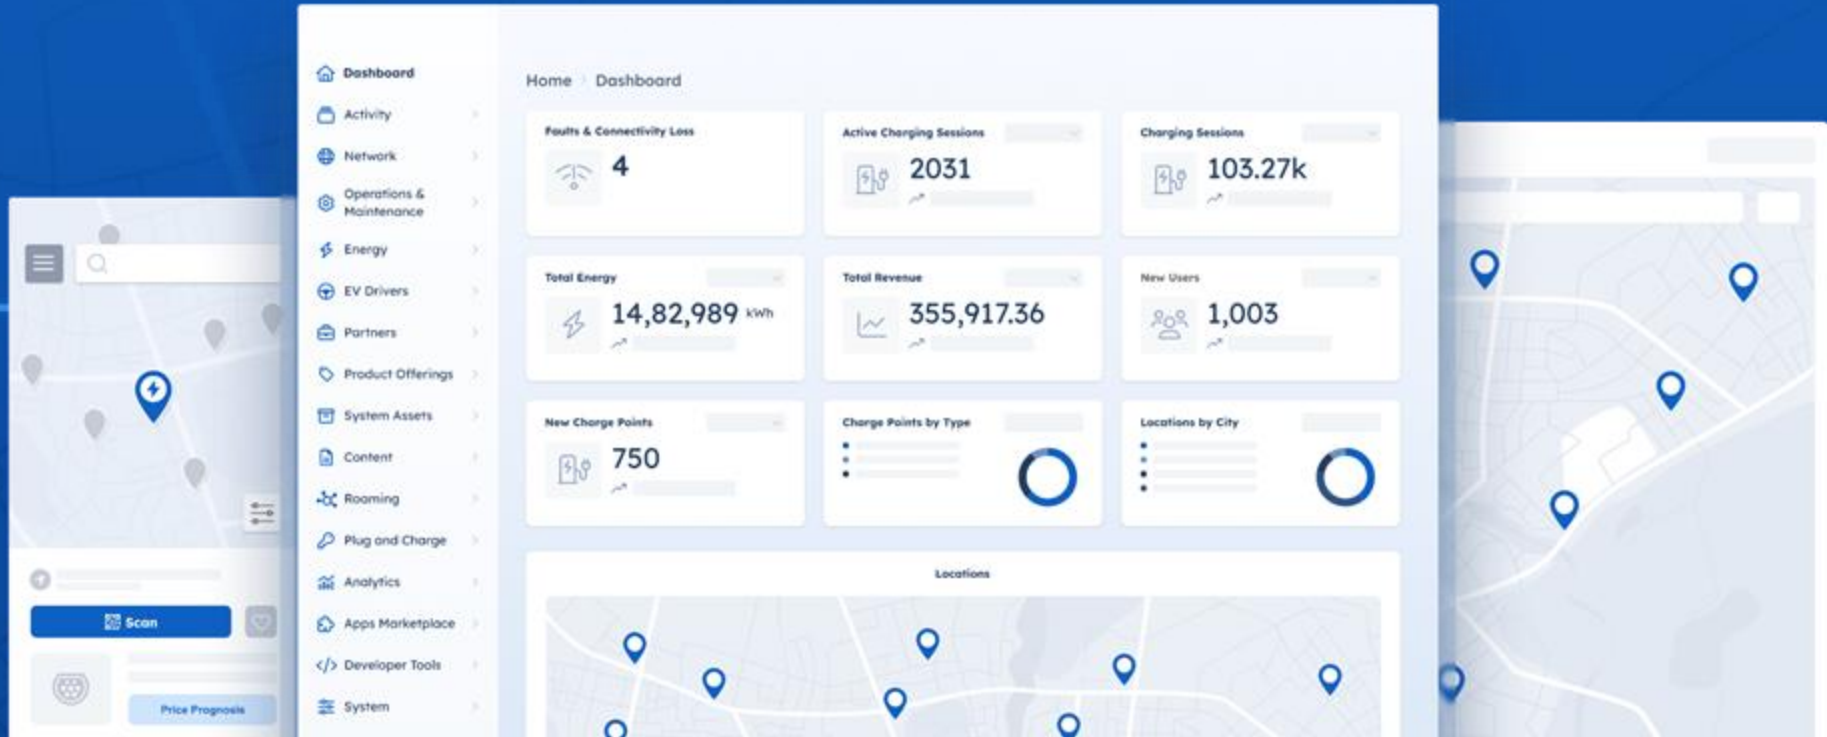 Dashboard
Activity
Network
Operations &
Maintenance
Energy
EV Drivers
Partners
Product Offerings
System Assets
Content
Roaming
Plug and Charge
Analytics
Apps Marketplace
Developer Tools
System
Home Dashboard
Faults & Connectivity Loss
4
Active Charging Sessions
2031
Charging Sessions
103.27k
Total Energy
14,82,989 kWh
Total Revenue
355,917.36
New Users
1,003
New Charge Points
750
Charge Points by Type
Locations by City
Locations
Scan
Price Prognosis